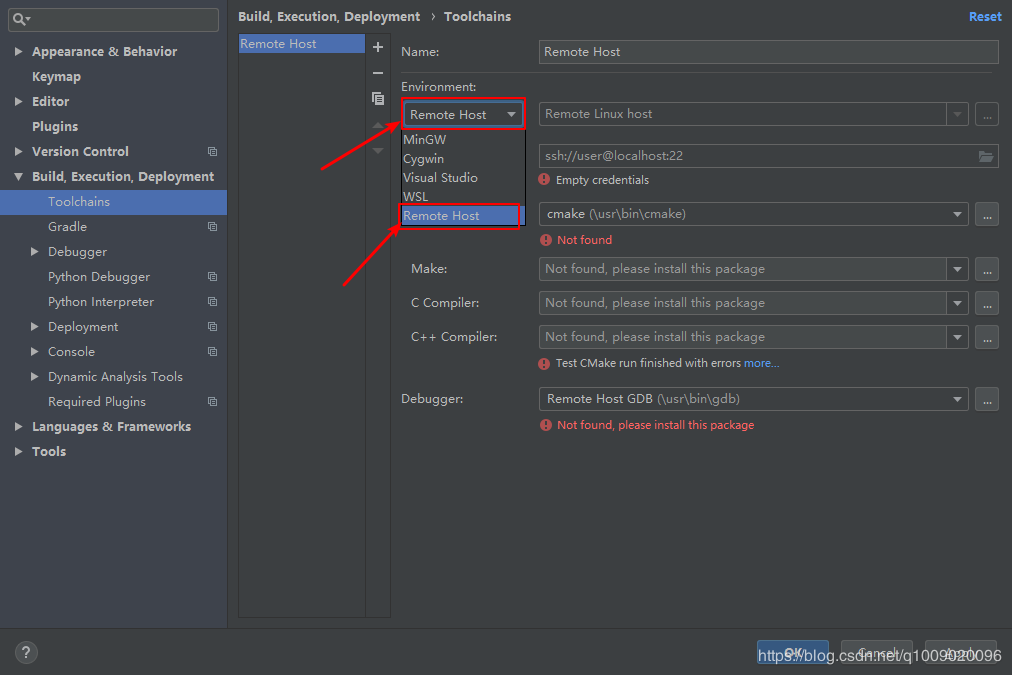 Build, Execution, Deployment › Toolchains
Reset
Appearance & Behavior
Keymap
Editor
Plugins
Version Control
Build, Execution, Deployment
Toolchains
Gradle
Debugger
Python Debugger
Python Interpreter
Deployment
Console
Dynamic Analysis Tools
Required Plugins
Languages & Frameworks
Tools
Remote Host
Name: Remote Host
Environment:
Remote Host Remote Linux host ...
MinGW
Cygwin
Visual Studio
WSL
Remote Host
ssh://user@localhost:22
Empty credentials
cmake (\usr\bin\cmake) ...
Not found
Make: Not found, please install this package ...
C Compiler: Not found, please install this package ...
C++ Compiler: Not found, please install this package ...
Test CMake run finished with errors more...
Debugger: Remote Host GDB (\usr\bin\gdb) ...
Not found, please install this package
?
OK Cancel Apply
https://blog.csdn.net/q1009020096